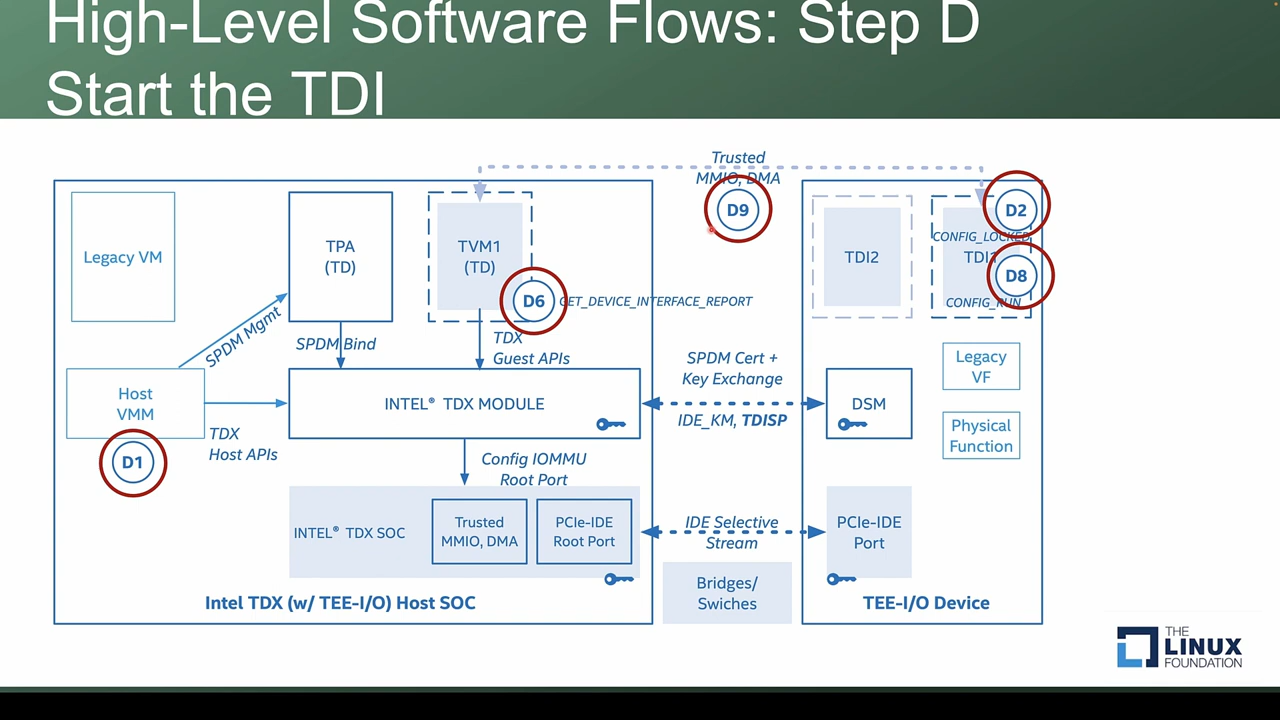 High-Level Software Flows: Step D
Start the TDI
Trusted
MMIO, DMA
D9
Legacy VM
TPA
(TD)
TVM1
(TD)
D6
GET_DEVICE_INTERFACE_REPORT
TDI2
D2
CONFIG_LOCKED
TDI1
D8
CONFIG_RUN
SPDM Mgmt
SPDM Bind
TDX
Guest APIs
SPDM Cert +
Key Exchange
Legacy
VF
Host
VMM
INTEL® TDX MODULE
DSM
IDE_KM, TDISP
D1
TDX
Host APIs
Physical
Function
Config IOMMU
Root Port
INTEL® TDX SOC
Trusted
MMIO, DMA
PCIe-IDE
Root Port
IDE Selective
Stream
PCIe-IDE
Port
Bridges/
Swiches
Intel TDX (w/ TEE-I/O) Host SOC
TEE-I/O Device
THE
LINUX
FOUNDATION